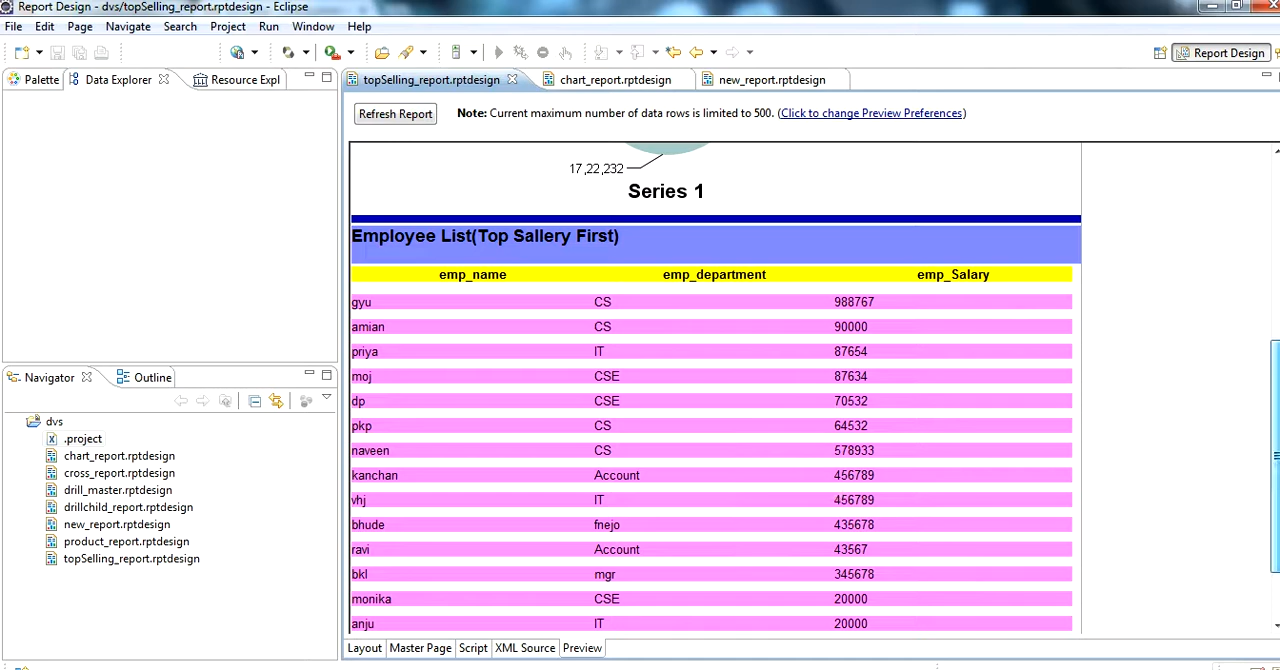 Report Design - dvs/topSelling_report.rptdesign - Eclipse
File Edit Page Navigate Search Project Run Window Help
Report Design
Palette Data Explorer Resource Expl
topSelling_report.rptdesign chart_report.rptdesign new_report.rptdesign
Refresh Report Note: Current maximum number of data rows is limited to 500. (Click to change Preview Preferences)
17,22,232
Series 1
Employee List(Top Sallery First)
emp_name emp_department emp_Salary
gyu CS 988767
amian CS 90000
priya IT 87654
moj CSE 87634
dp CSE 70532
pkp CS 64532
naveen CS 578933
kanchan Account 456789
vhj IT 456789
bhude fnejo 435678
ravi Account 43567
bkl mgr 345678
monika CSE 20000
anju IT 20000
Navigator Outline
dvs
.project
chart_report.rptdesign
cross_report.rptdesign
drill_master.rptdesign
drillchild_report.rptdesign
new_report.rptdesign
product_report.rptdesign
topSelling_report.rptdesign
Layout Master Page Script XML Source Preview